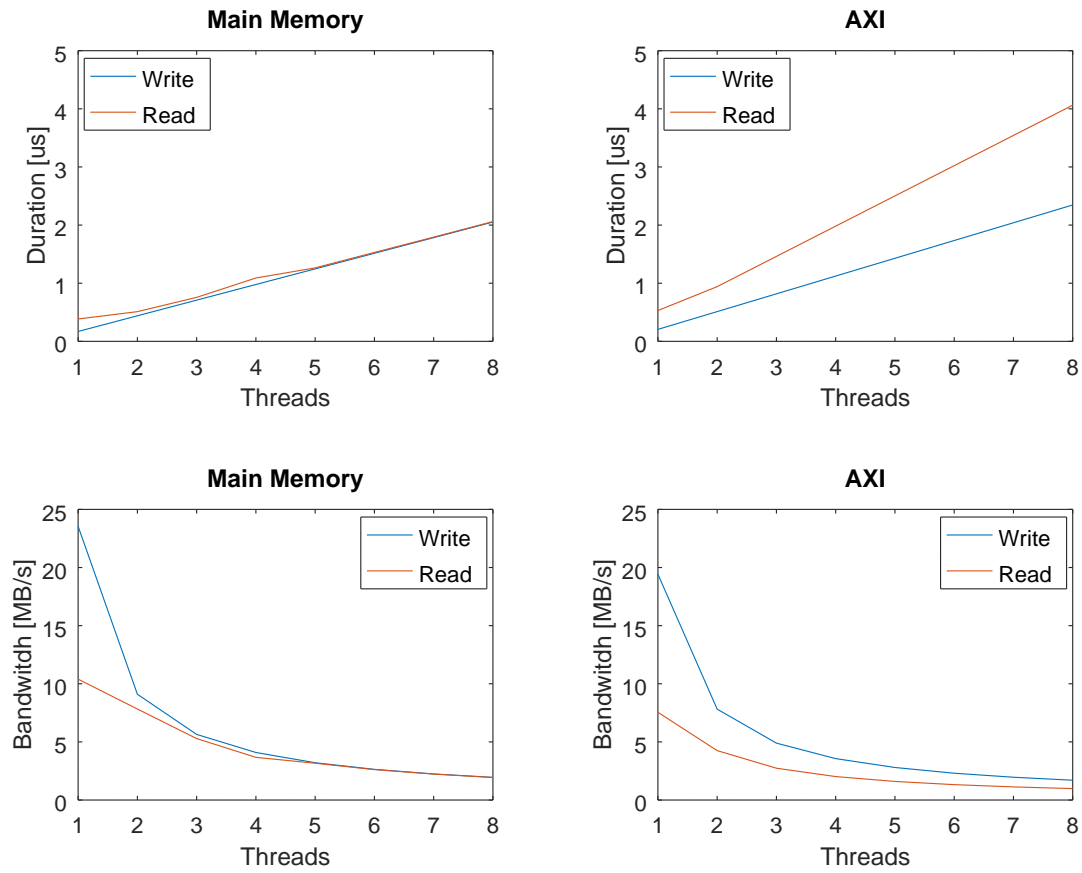 Main Memory
5
4
3
2
1
0
Duration [us]
Write
Read
1 2 3 4 5 6 7 8
Threads
AXI
5
4
3
2
1
0
Duration [us]
Write
Read
1 2 3 4 5 6 7 8
Threads
Main Memory
25
20
15
10
5
0
Bandwitdh [MB/s]
Write
Read
1 2 3 4 5 6 7 8
Threads
AXI
25
20
15
10
5
0
Bandwitdh [MB/s]
Write
Read
1 2 3 4 5 6 7 8
Threads